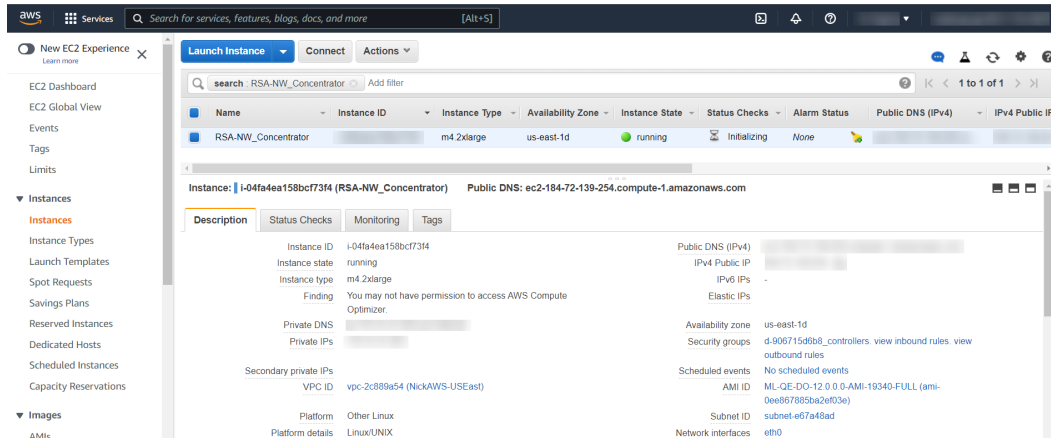 aws Services Search for services, features, blogs, docs, and more [Alt+S]
New EC2 Experience
Learn more
EC2 Dashboard
EC2 Global View
Events
Tags
Limits
Instances
Instances
Instance Types
Launch Templates
Spot Requests
Savings Plans
Reserved Instances
Dedicated Hosts
Scheduled Instances
Capacity Reservations
Images
AMIs
Launch Instance Connect Actions
search : RSA-NW_Concentrator Add filter 1 to 1 of 1
Name Instance ID Instance Type Availability Zone Instance State Status Checks Alarm Status Public DNS (IPv4) IPv4 Public IP
RSA-NW_Concentrator m4.2xlarge us-east-1d running Initializing None
Instance: i-04fa4ea158bcf73f4 (RSA-NW_Concentrator) Public DNS: ec2-184-72-139-254.compute-1.amazonaws.com
Description Status Checks Monitoring Tags
Instance ID i-04fa4ea158bcf73f4 Public DNS (IPv4)
Instance state running IPv4 Public IP
Instance type m4.2xlarge IPv6 IPs -
Finding You may not have permission to access AWS Compute Elastic IPs
Optimizer.
Private DNS Availability zone us-east-1d
Private IPs Security groups d-906715d6b8_controllers. view inbound rules. view
outbound rules
Secondary private IPs Scheduled events No scheduled events
VPC ID vpc-2c889a54 (NickAWS-USEast) AMI ID ML-QE-DO-12.0.0.0-AMI-19340-FULL (ami-
0ee867885ba2ef03e)
Platform Other Linux Subnet ID subnet-e67a48ad
Platform details Linux/UNIX Network interfaces eth0